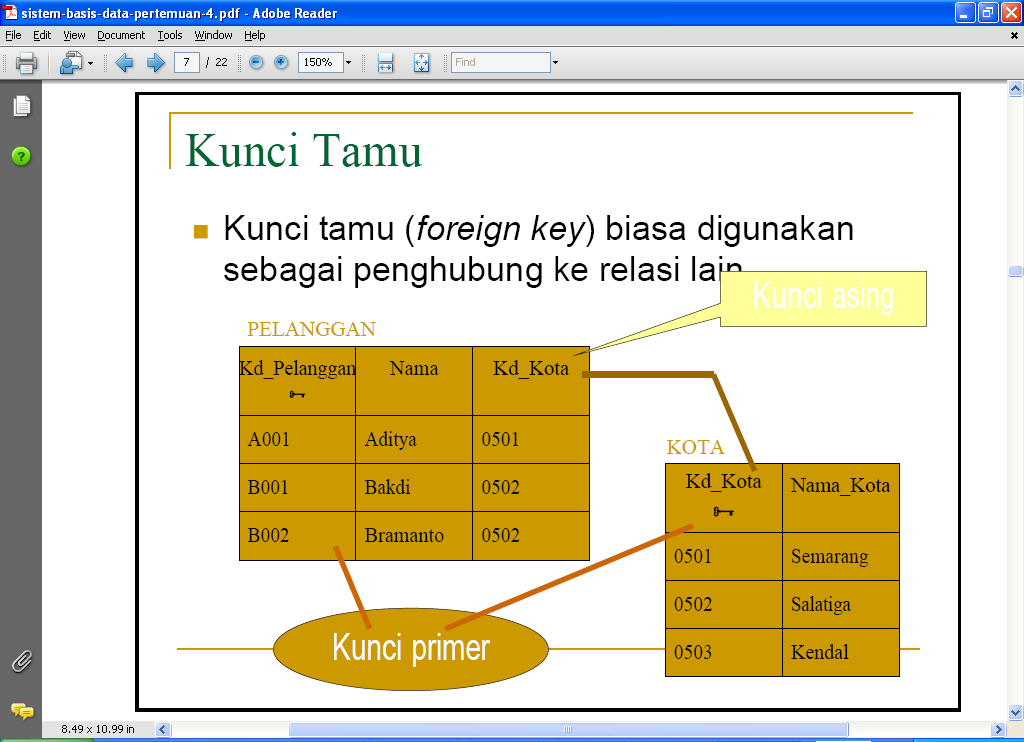 sistem-basis-data-pertemuan-4.pdf - Adobe Reader
File Edit View Document Tools Window Help
7 / 22 150% Find
Kunci Tamu
Kunci tamu (foreign key) biasa digunakan
sebagai penghubung ke relasi lain
Kunci asing
PELANGGAN
Kd_Pelanggan Nama Kd_Kota
A001 Aditya 0501
B001 Bakdi 0502
B002 Bramanto 0502
KOTA
Kd_Kota Nama_Kota
0501 Semarang
0502 Salatiga
0503 Kendal
Kunci primer
8.49 x 10.99 in